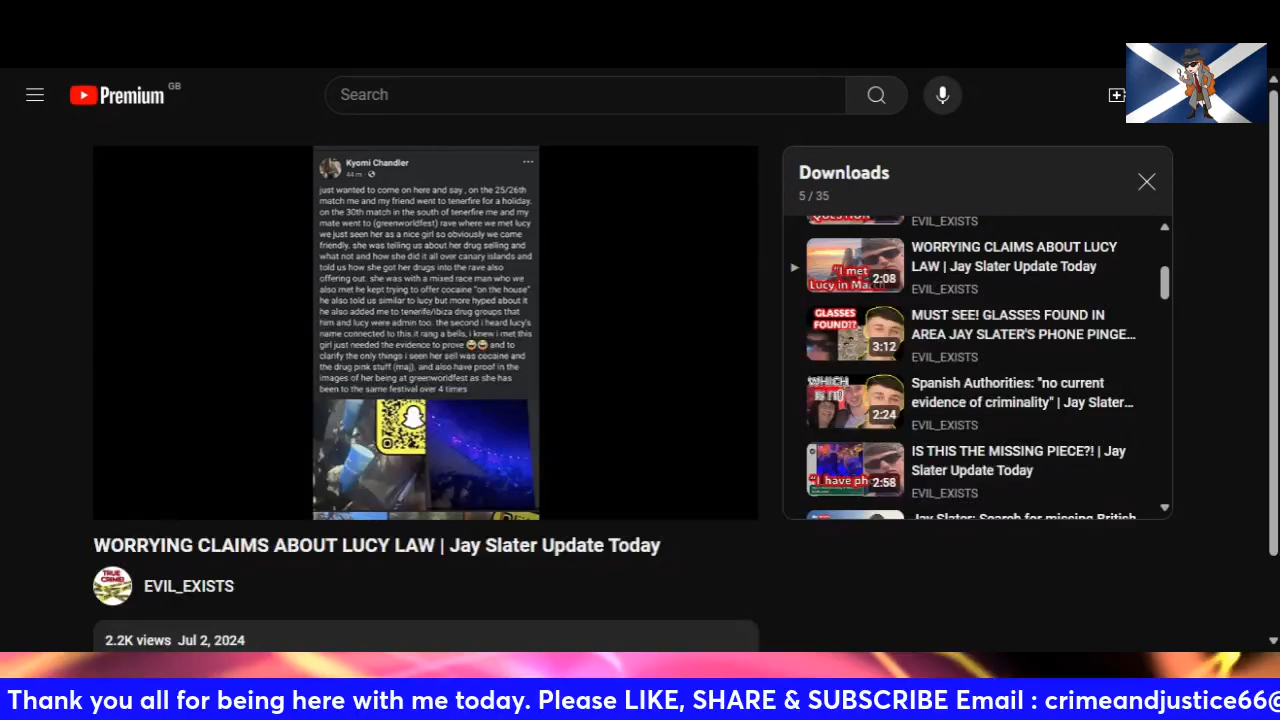 Premium GB
Search
Kyomi Chandler
44 m
just wanted to come on here and say , on the 25/26th
match me and my friend went to tenerfire for a holiday.
on the 30th match in the south of tenerfire me and my
mate went to (greenworldfest) rave where we met lucy
we just seen her as a nice girl so obviously we came
friendly. she was telling us about her drug selling and
what not and how she did it all over canary islands and
told us how she got her drugs into the rave also
offering out. she was with a mixed race man who we
also met he kept trying to offer cocaine "on the house"
he also told us similar to lucy but more hyped about it
he also added me to tenerife/ibiza drug groups that
him and lucy were admin too. the second i heard lucy's
name connected to this it rang a bells, i knew i met this
girl just needed the evidence to prove 😂😂 and to
clarify the only things i seen her sell was cocaine and
the drug pink stuff (maj). and also have proof in the
images of her being at greenworldfest as she has
been to the same festival over 4 times
WORRYING CLAIMS ABOUT LUCY LAW | Jay Slater Update Today
TRUE CRIME!
EVIL_EXISTS
2.2K views Jul 2, 2024
Downloads
5 / 35
QUESTION
EVIL_EXISTS
"I met
Lucy in March
2:08
WORRYING CLAIMS ABOUT LUCY
LAW | Jay Slater Update Today
EVIL_EXISTS
GLASSES
FOUND??
3:12
MUST SEE! GLASSES FOUND IN
AREA JAY SLATER'S PHONE PINGE...
EVIL_EXISTS
WHICH
IS IT?
2:24
Spanish Authorities: "no current
evidence of criminality" | Jay Slater...
EVIL_EXISTS
"I have ph
2:58
IS THIS THE MISSING PIECE?! | Jay
Slater Update Today
EVIL_EXISTS
Jay Slater: Search for missing British
Thank you all for being here with me today. Please LIKE, SHARE & SUBSCRIBE Email : crimeandjustice66@